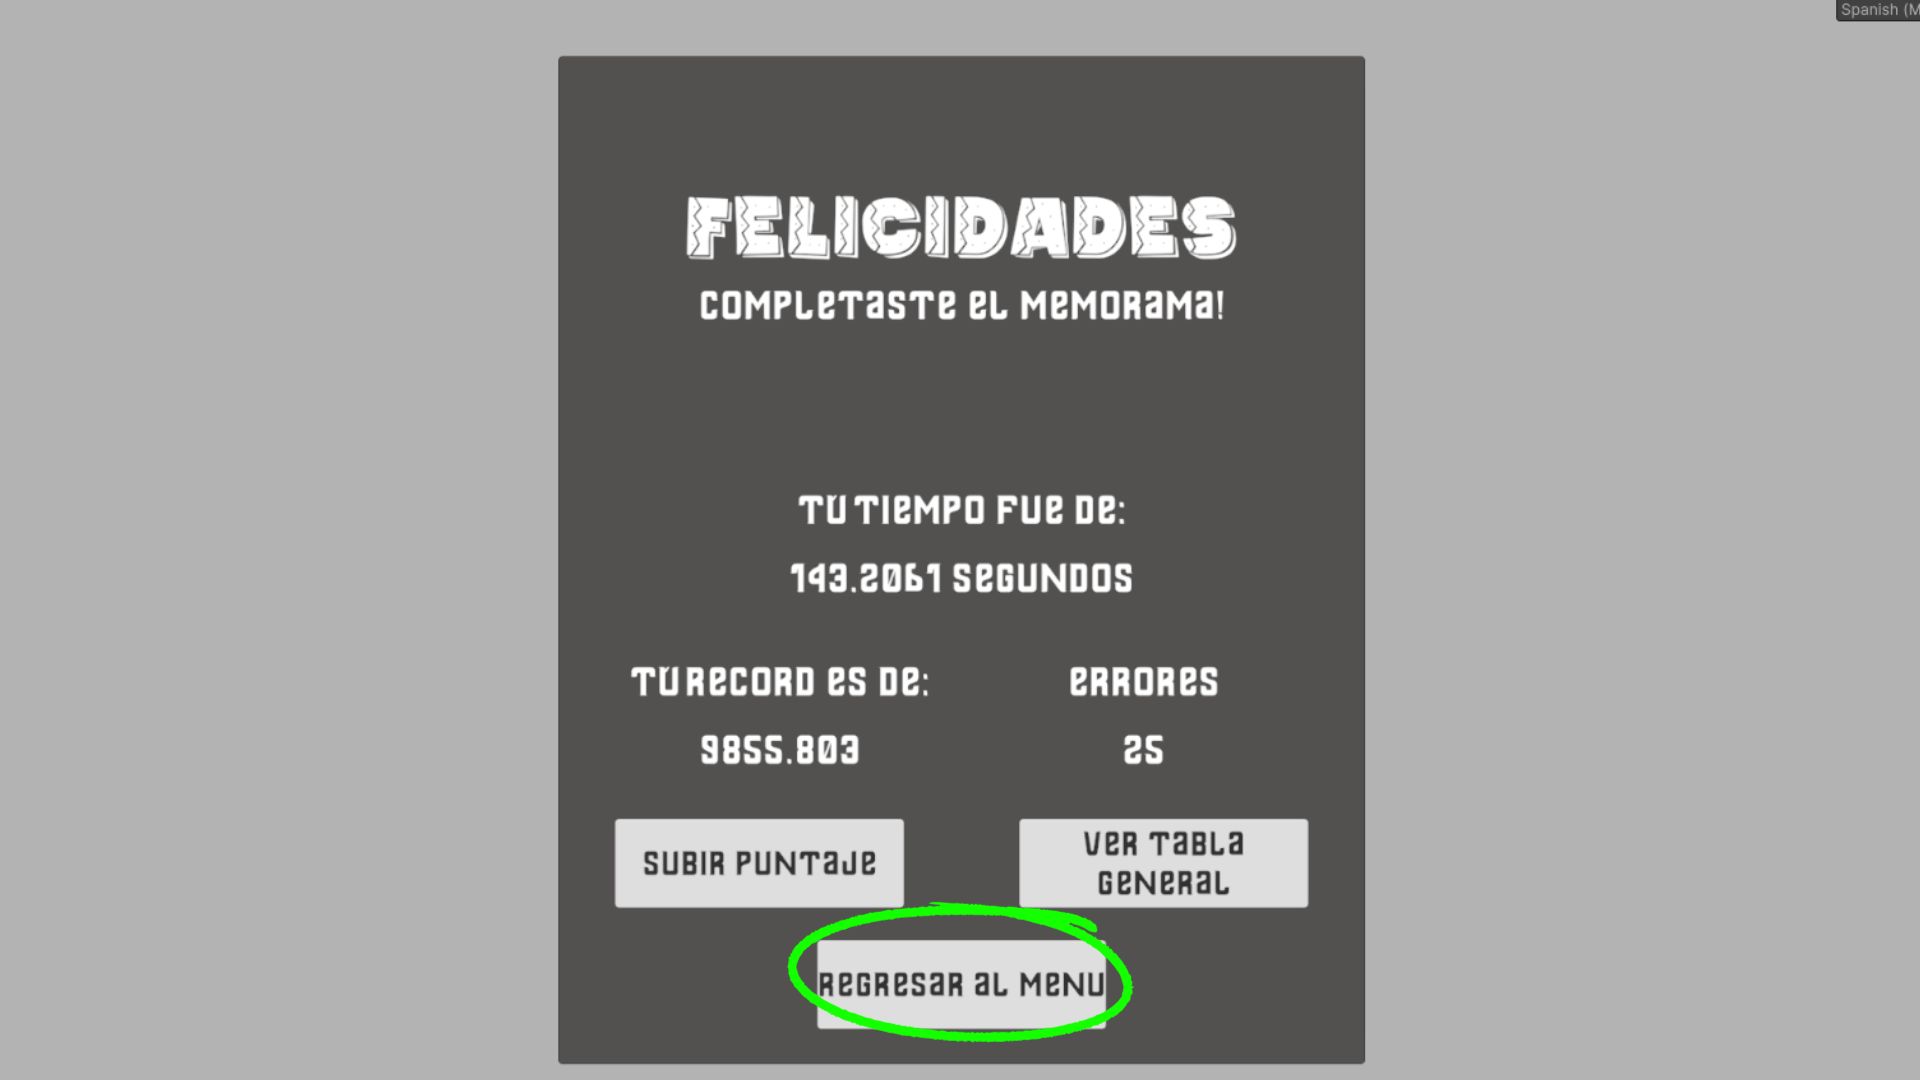 Spanish (M
FELICIDADES
COMPLETASTE EL MEMORAMA!
TU TIEMPO FUE DE:
143.2061 SEGUNDOS
TU RECORD ES DE:
ERRORES
9855.803
25
SUBIR PUNTAJE
VER TABLA
GENERAL
REGRESAR AL MENU